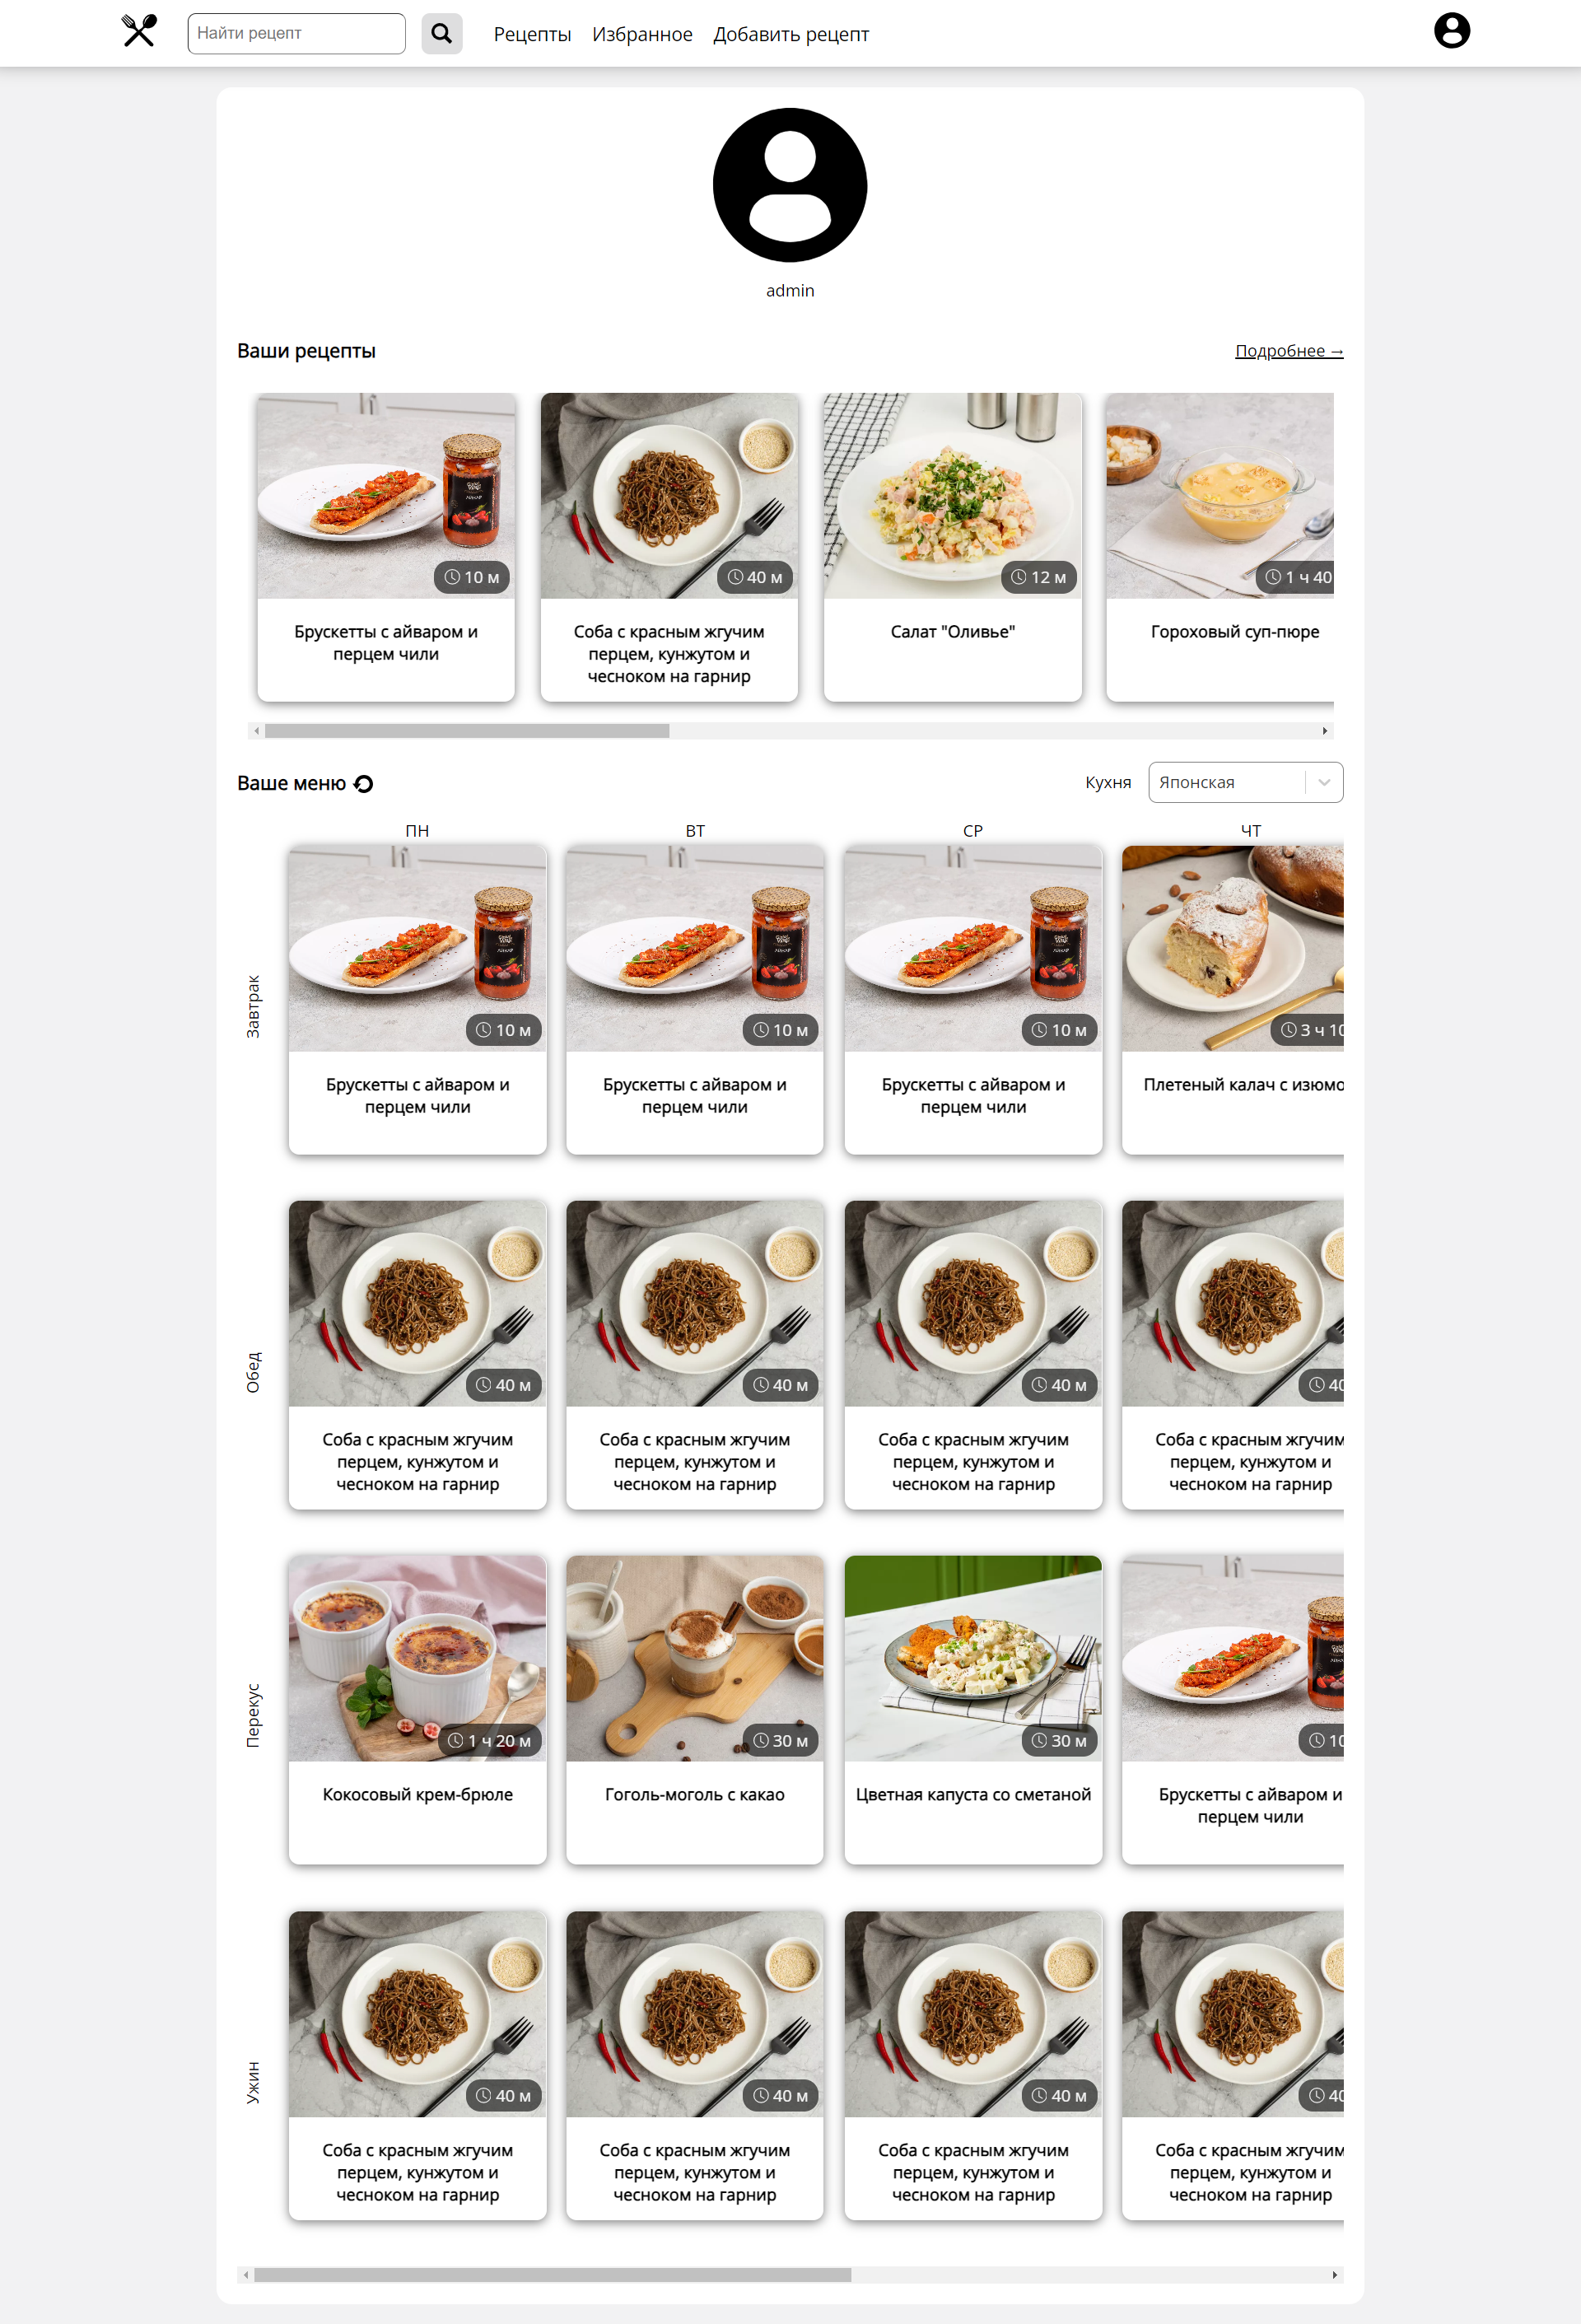 Найти рецепт
Рецепты Избранное Добавить рецепт
admin
Ваши рецепты Подробнее →
10 м 40 м 12 м 1 ч 40
Брускетты с айваром и
перцем чили
Соба с красным жгучим
перцем, кунжутом и
чесноком на гарнир
Салат "Оливье"
Гороховый суп-пюре
Ваше меню Кухня Японская
ПН ВТ СР ЧТ
Завтрак
10 м 10 м 10 м 3 ч 10
Брускетты с айваром и
перцем чили
Брускетты с айваром и
перцем чили
Брускетты с айваром и
перцем чили
Плетеный калач с изюмо
Обед
40 м 40 м 40 м 40
Соба с красным жгучим
перцем, кунжутом и
чесноком на гарнир
Соба с красным жгучим
перцем, кунжутом и
чесноком на гарнир
Соба с красным жгучим
перцем, кунжутом и
чесноком на гарнир
Соба с красным жгучим
перцем, кунжутом и
чесноком на гарнир
Перекус
1 ч 20 м 30 м 30 м 10
Кокосовый крем-брюле
Гоголь-моголь с какао
Цветная капуста со сметаной
Брускетты с айваром и
перцем чили
Ужин
40 м 40 м 40 м 40
Соба с красным жгучим
перцем, кунжутом и
чесноком на гарнир
Соба с красным жгучим
перцем, кунжутом и
чесноком на гарнир
Соба с красным жгучим
перцем, кунжутом и
чесноком на гарнир
Соба с красным жгучим
перцем, кунжутом и
чесноком на гарнир